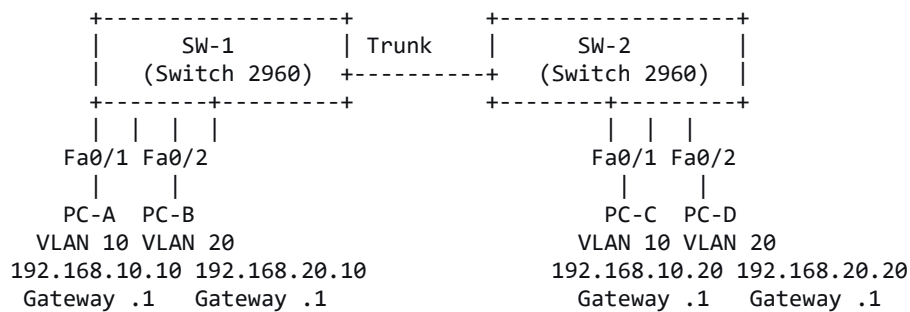 SW-1 Trunk SW-2
(Switch 2960) (Switch 2960)
Fa0/1 Fa0/2 Fa0/1 Fa0/2
PC-A PC-B PC-C PC-D
VLAN 10 VLAN 20 VLAN 10 VLAN 20
192.168.10.10 192.168.20.10 192.168.10.20 192.168.20.20
Gateway .1 Gateway .1 Gateway .1 Gateway .1